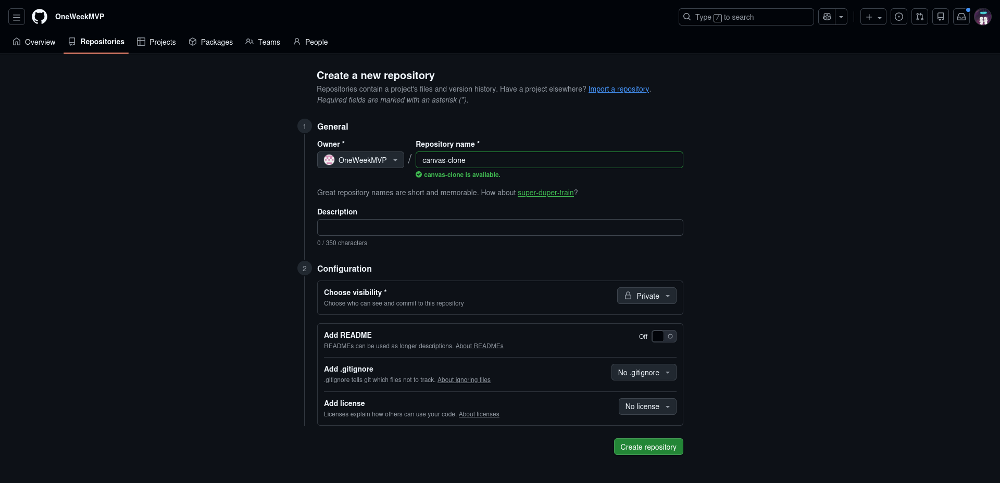 OneWeekMVP
Type / to search
Overview
Repositories
Projects
Packages
Teams
People
Create a new repository
Repositories contain a project's files and version history. Have a project elsewhere? Import a repository.
Required fields are marked with an asterisk (*).
1 General
Owner *
Repository name *
OneWeekMVP / canvas-clone
canvas-clone is available.
Great repository names are short and memorable. How about super-duper-train?
Description
0 / 350 characters
2 Configuration
Choose visibility *
Private
Choose who can see and commit to this repository
Add README
Off
READMEs can be used as longer descriptions. About READMEs
Add .gitignore
No .gitignore
.gitignore tells git which files not to track. About ignoring files
Add license
No license
Licenses explain how others can use your code. About licenses
Create repository